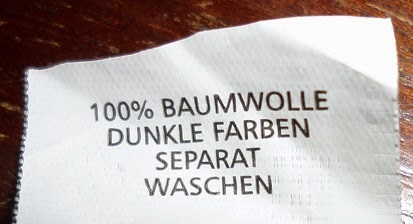 100% BAUMWOLLE
DUNKLE FARBEN
SEPARAT
WASCHEN